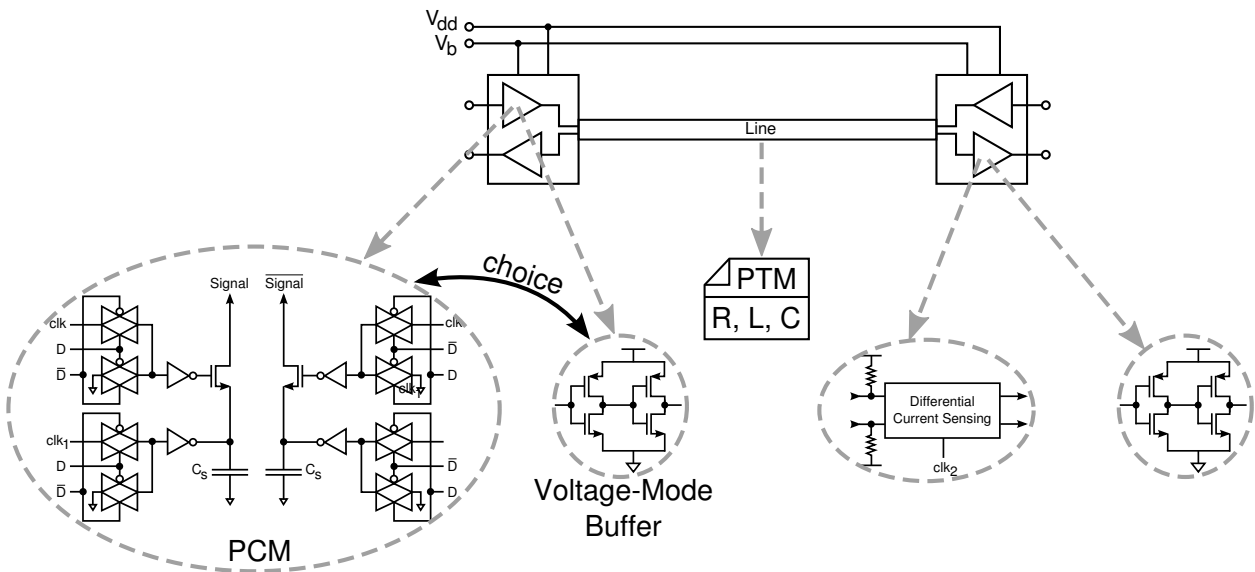 Vdd
Vb
Line
choice
PTM
R, L, C
Signal
Signal
clk
D
D
clk
D
D
clk1
clk1
D
D
Cs
Cs
D
D
PCM
Voltage-Mode
Buffer
Differential
Current Sensing
clk2